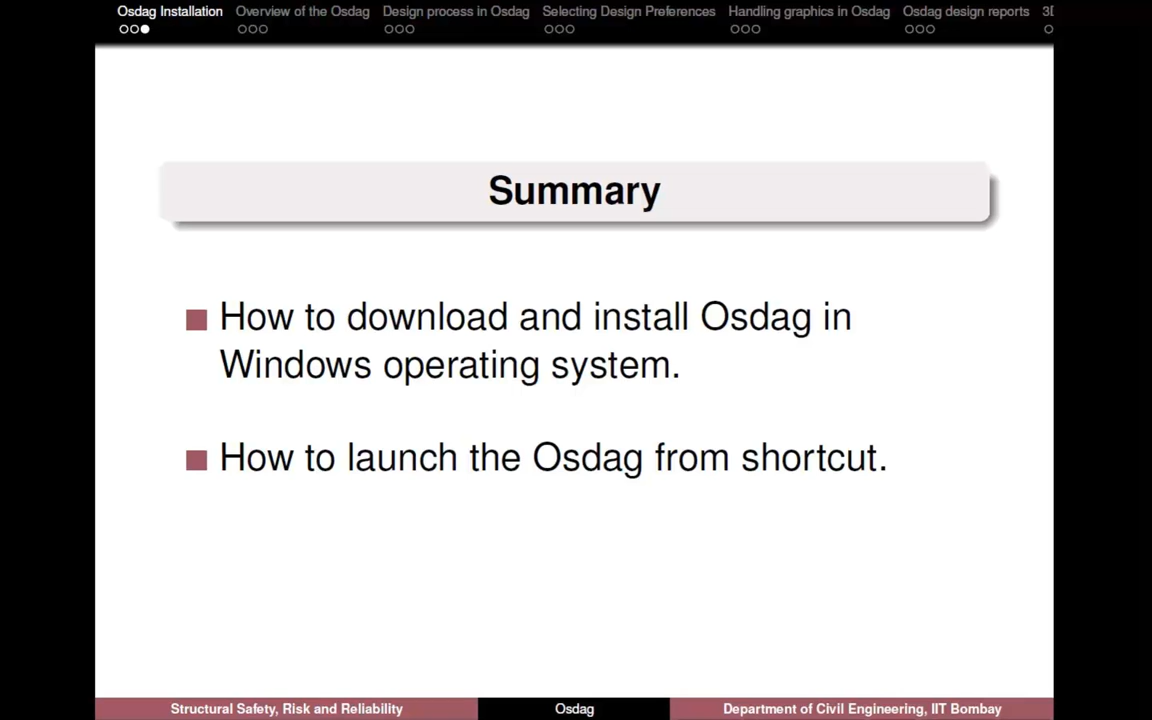 Osdag Installation Overview of the Osdag Design process in Osdag Selecting Design Preferences Handling graphics in Osdag Osdag design reports 3D
Summary
How to download and install Osdag in
Windows operating system.
How to launch the Osdag from shortcut.
Structural Safety, Risk and Reliability Osdag Department of Civil Engineering, IIT Bombay